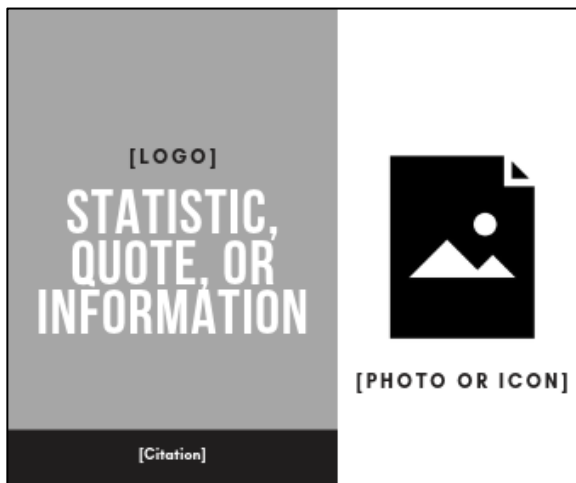 [LOGO]
STATISTIC,
QUOTE, OR
INFORMATION
[Citation]
[PHOTO OR ICON]